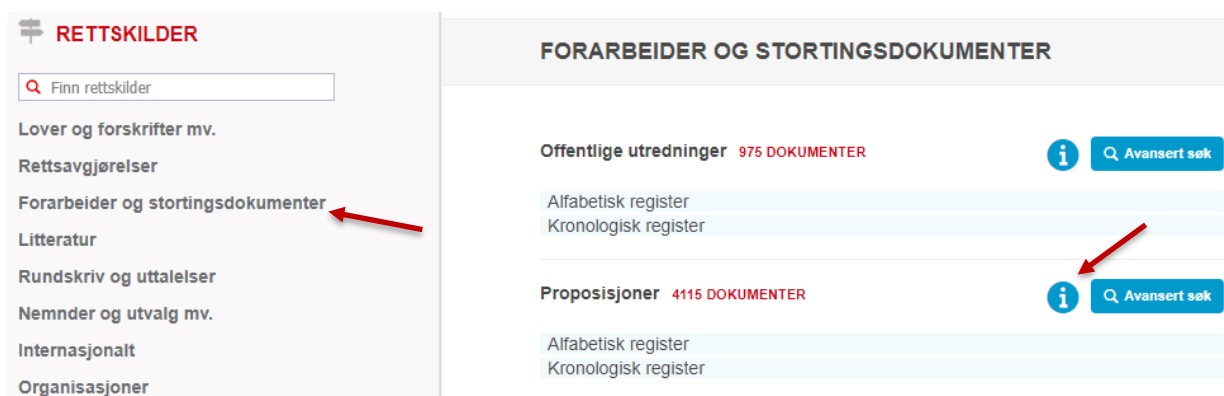 RETTSKILDER
Finn rettskilder
Lover og forskrifter mv.
Rettsavgjørelser
Forarbeider og stortingsdokumenter
Litteratur
Rundskriv og uttalelser
Nemnder og utvalg mv.
Internasjonalt
Organisasjoner
FORARBEIDER OG STORTINGSDOKUMENTER
Offentlige utredninger 975 DOKUMENTER i Avansert søk
Alfabetisk register
Kronologisk register
Proposisjoner 4115 DOKUMENTER i Avansert søk
Alfabetisk register
Kronologisk register